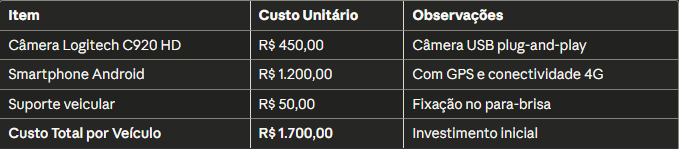 Item Custo Unitário Observações
Câmera Logitech C920 HD R$ 450,00 Câmera USB plug-and-play
Smartphone Android R$ 1.200,00 Com GPS e conectividade 4G
Suporte veicular R$ 50,00 Fixação no para-brisa
Custo Total por Veículo R$ 1.700,00 Investimento inicial